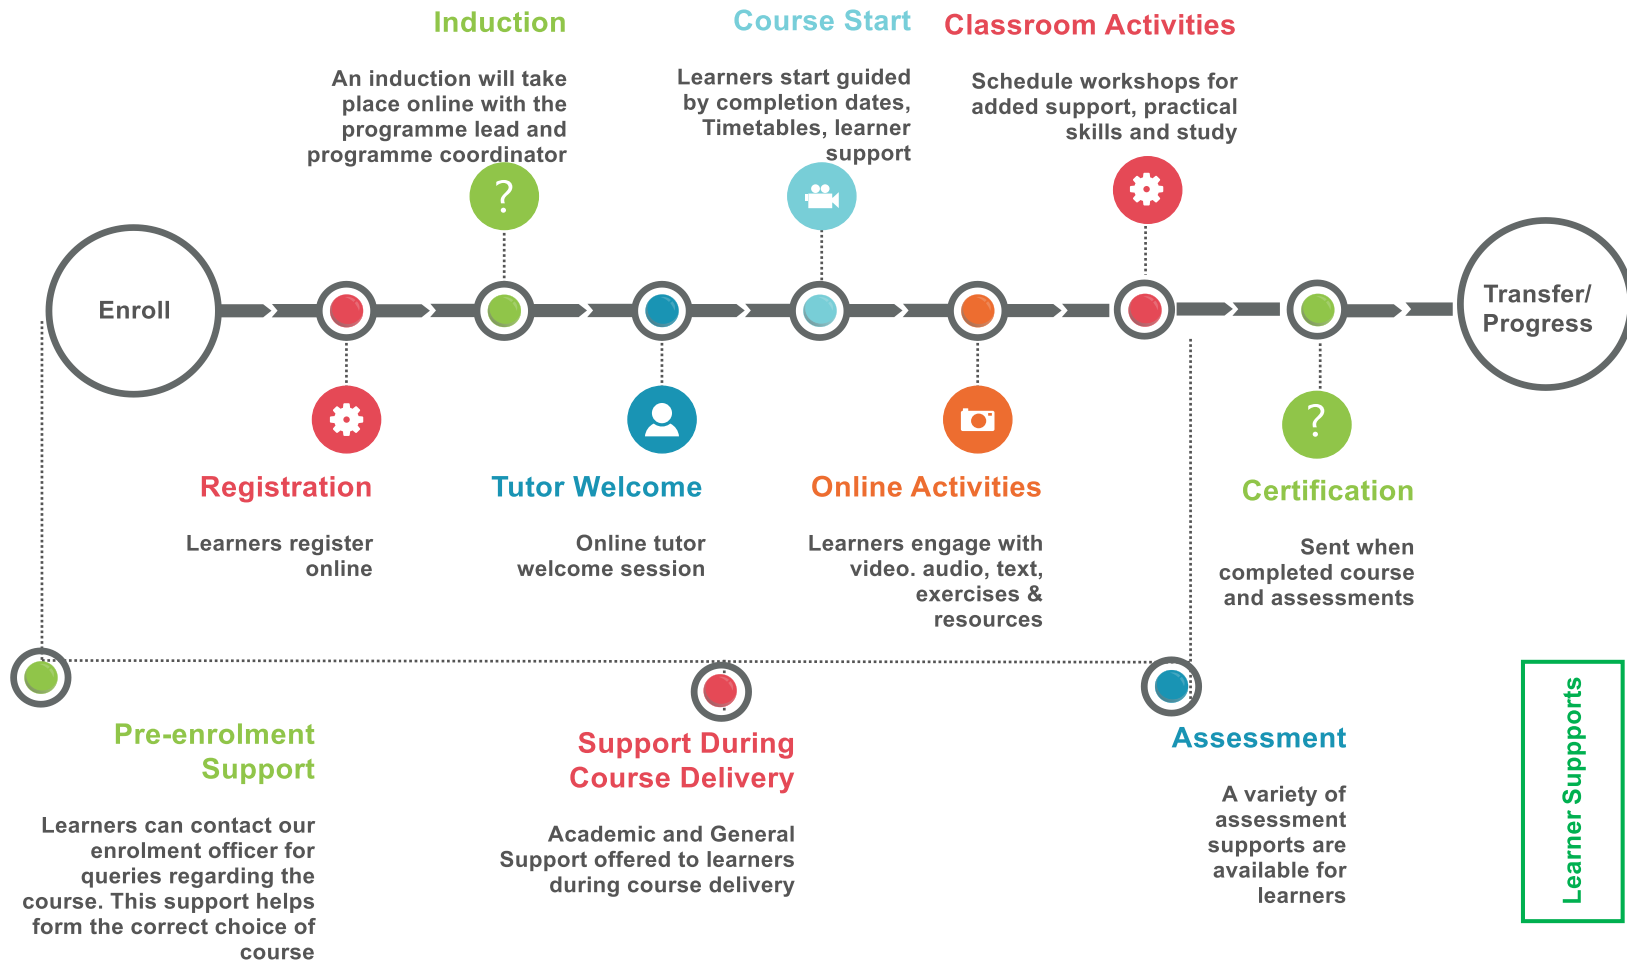 Induction
An induction will take
place online with the
programme lead and
programme coordinator
?
Course Start
Learners start guided
by completion dates,
Timetables, learner
support
Classroom Activities
Schedule workshops for
added support, practical
skills and study
Enroll
Transfer/
Progress
Registration
Learners register
online
Tutor Welcome
Online tutor
welcome session
Online Activities
Learners engage with
video. audio, text,
exercises &
resources
?
Certification
Sent when
completed course
and assessments
Pre-enrolment
Support
Learners can contact our
enrolment officer for
queries regarding the
course. This support helps
form the correct choice of
course
Support During
Course Delivery
Academic and General
Support offered to learners
during course delivery
Assessment
A variety of
assessment
supports are
available for
learners
Learner Suppports